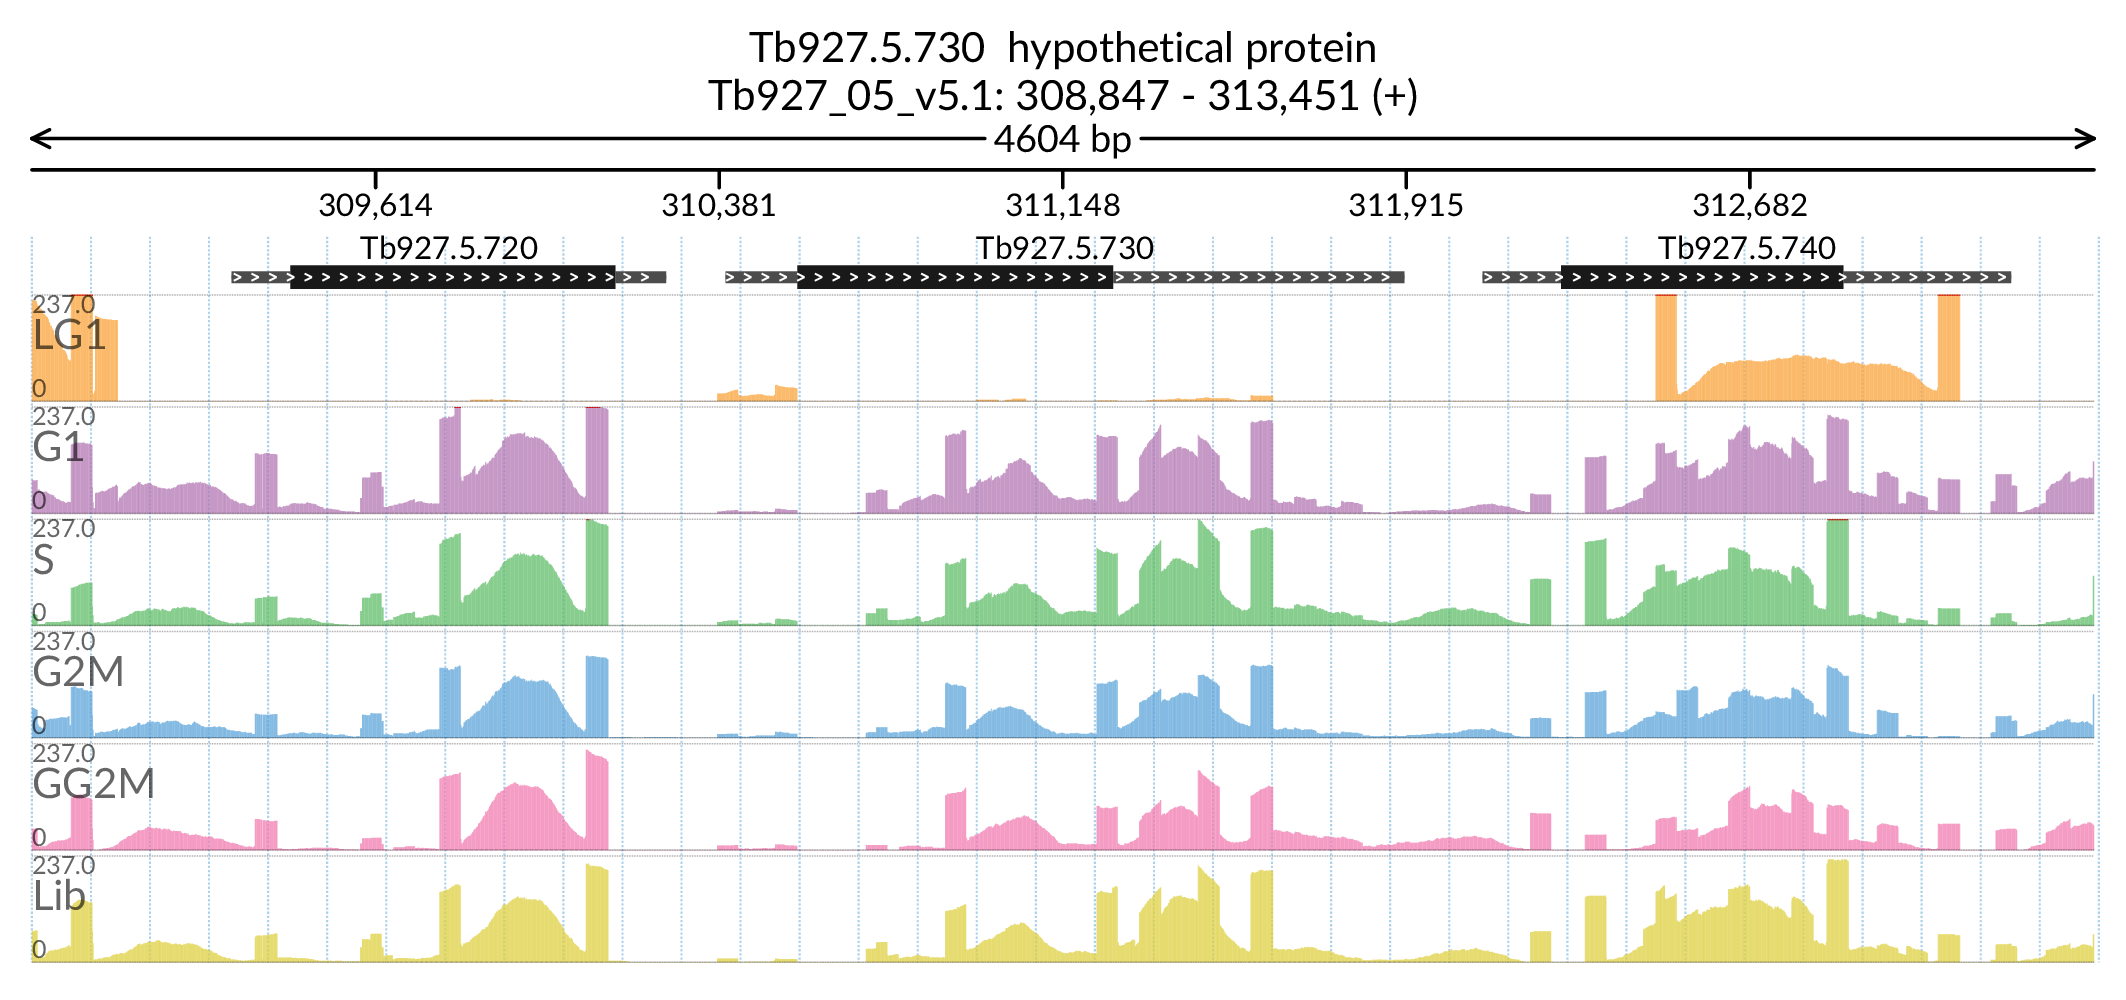 Tb927.5.730 hypothetical protein
Tb927_05_v5.1: 308,847 - 313,451 (+)
4604 bp
309,614 310,381 311,148 311,915 312,682
Tb927.5.720 Tb927.5.730 Tb927.5.740
237.0
LG1
0
237.0
G1
0
237.0
S
0
237.0
G2M
0
237.0
GG2M
0
237.0
Lib
0